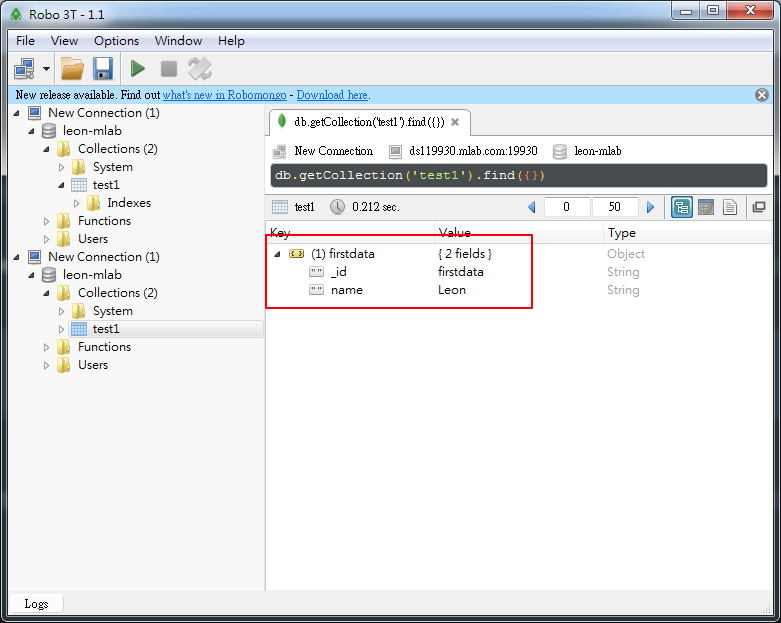 Robo 3T - 1.1
File View Options Window Help
New release available. Find out what's new in Robomongo - Download here.
New Connection (1)
leon-mlab
Collections (2)
System
test1
Indexes
Functions
Users
New Connection (1)
leon-mlab
Collections (2)
System
test1
Functions
Users
db.getCollection('test1').find({})
New Connection ds119930.mlab.com:19930 leon-mlab
db.getCollection('test1').find({})
test1 0.212 sec. 0 50
Key Value Type
(1) firstdata { 2 fields } Object
_id firstdata String
name Leon String
Logs